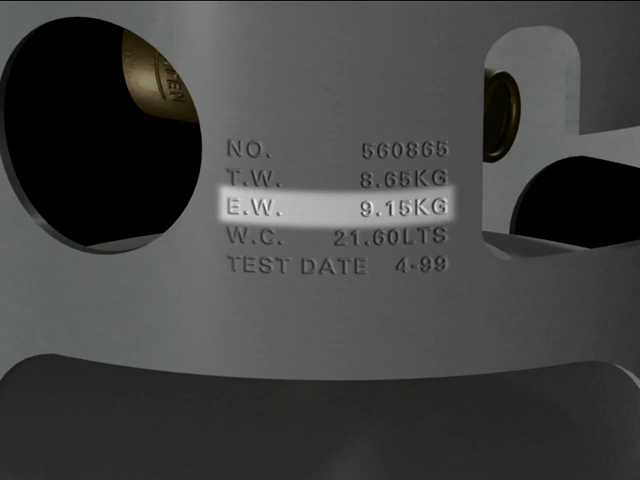 NO. 560865
T.W. 8.65KG
E.W. 9.15KG
W.C. 21.60LTS
TEST DATE 4-99